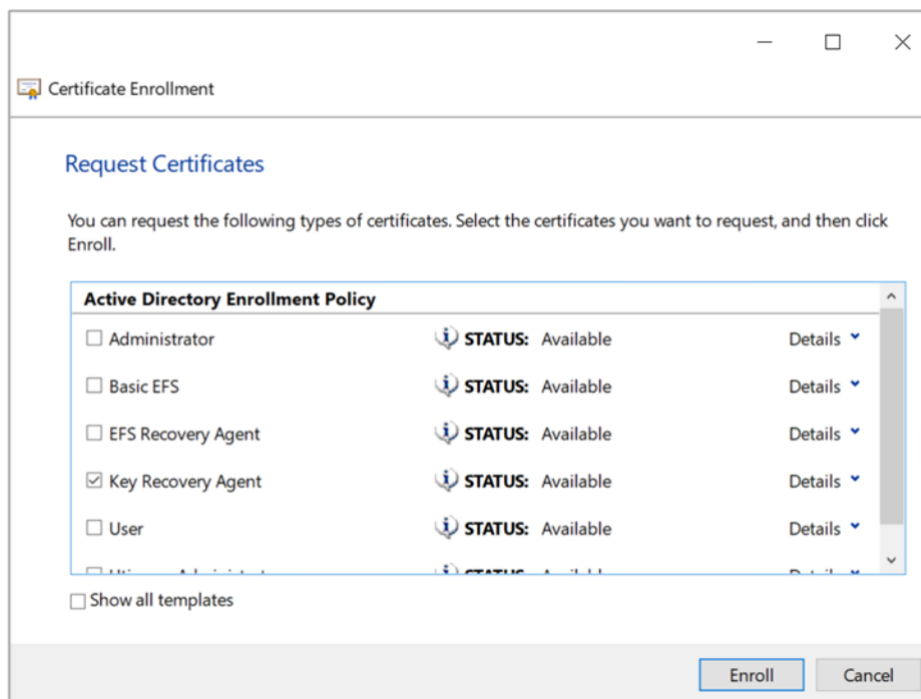 Certificate Enrollment
Request Certificates
You can request the following types of certificates. Select the certificates you want to request, and then click
Enroll.
Active Directory Enrollment Policy
Administrator STATUS: Available Details
Basic EFS STATUS: Available Details
EFS Recovery Agent STATUS: Available Details
Key Recovery Agent STATUS: Available Details
User STATUS: Available Details
Show all templates
Enroll Cancel